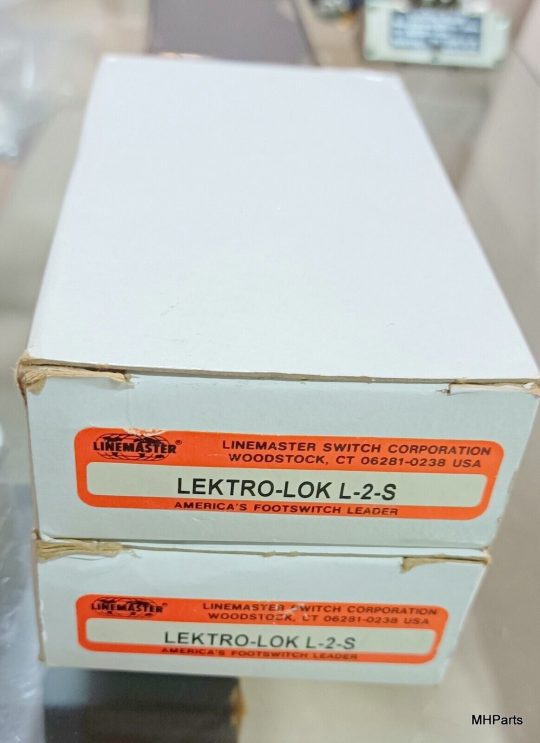 LINEMASTER®
LINEMASTER SWITCH CORPORATION
WOODSTOCK, CT 06281-0238 USA
LEKTRO-LOK L-2-S
AMERICA'S FOOTSWITCH LEADER
LINEMASTER
LINEMASTER SWITCH CORPORATION
WOODSTOCK, CT 06281-0238 USA
LEKTRO-LOK L-2-S
AMERICA'S FOOTSWITCH LEADER
MHParts